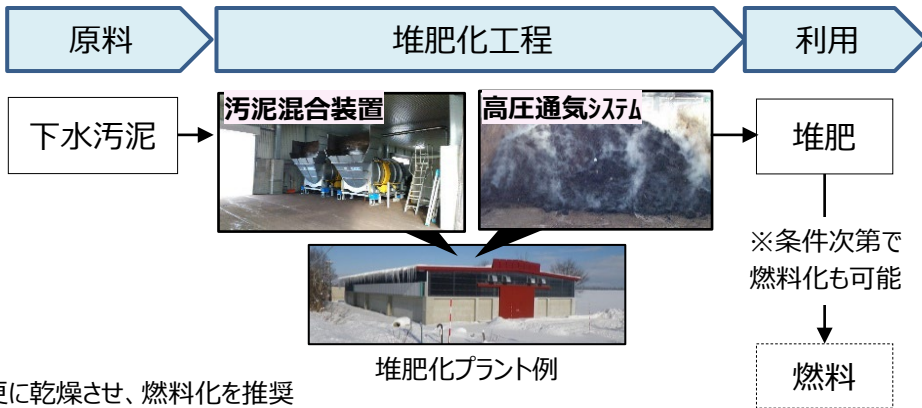 原料
堆肥化工程
利用
下水汚泥
汚泥混合装置
高圧通気システム
堆肥
※条件次第で
燃料化も可能
堆肥化プラント例
燃料
に乾燥させ、燃料化を推奨